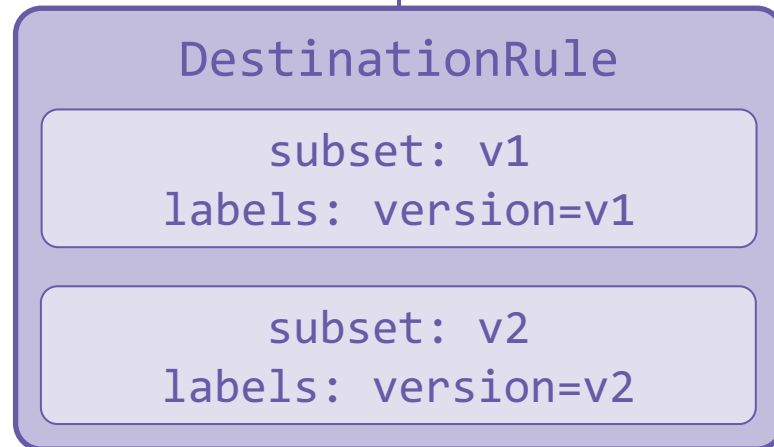 DestinationRule
subset: v1
labels: version=v1
subset: v2
labels: version=v2